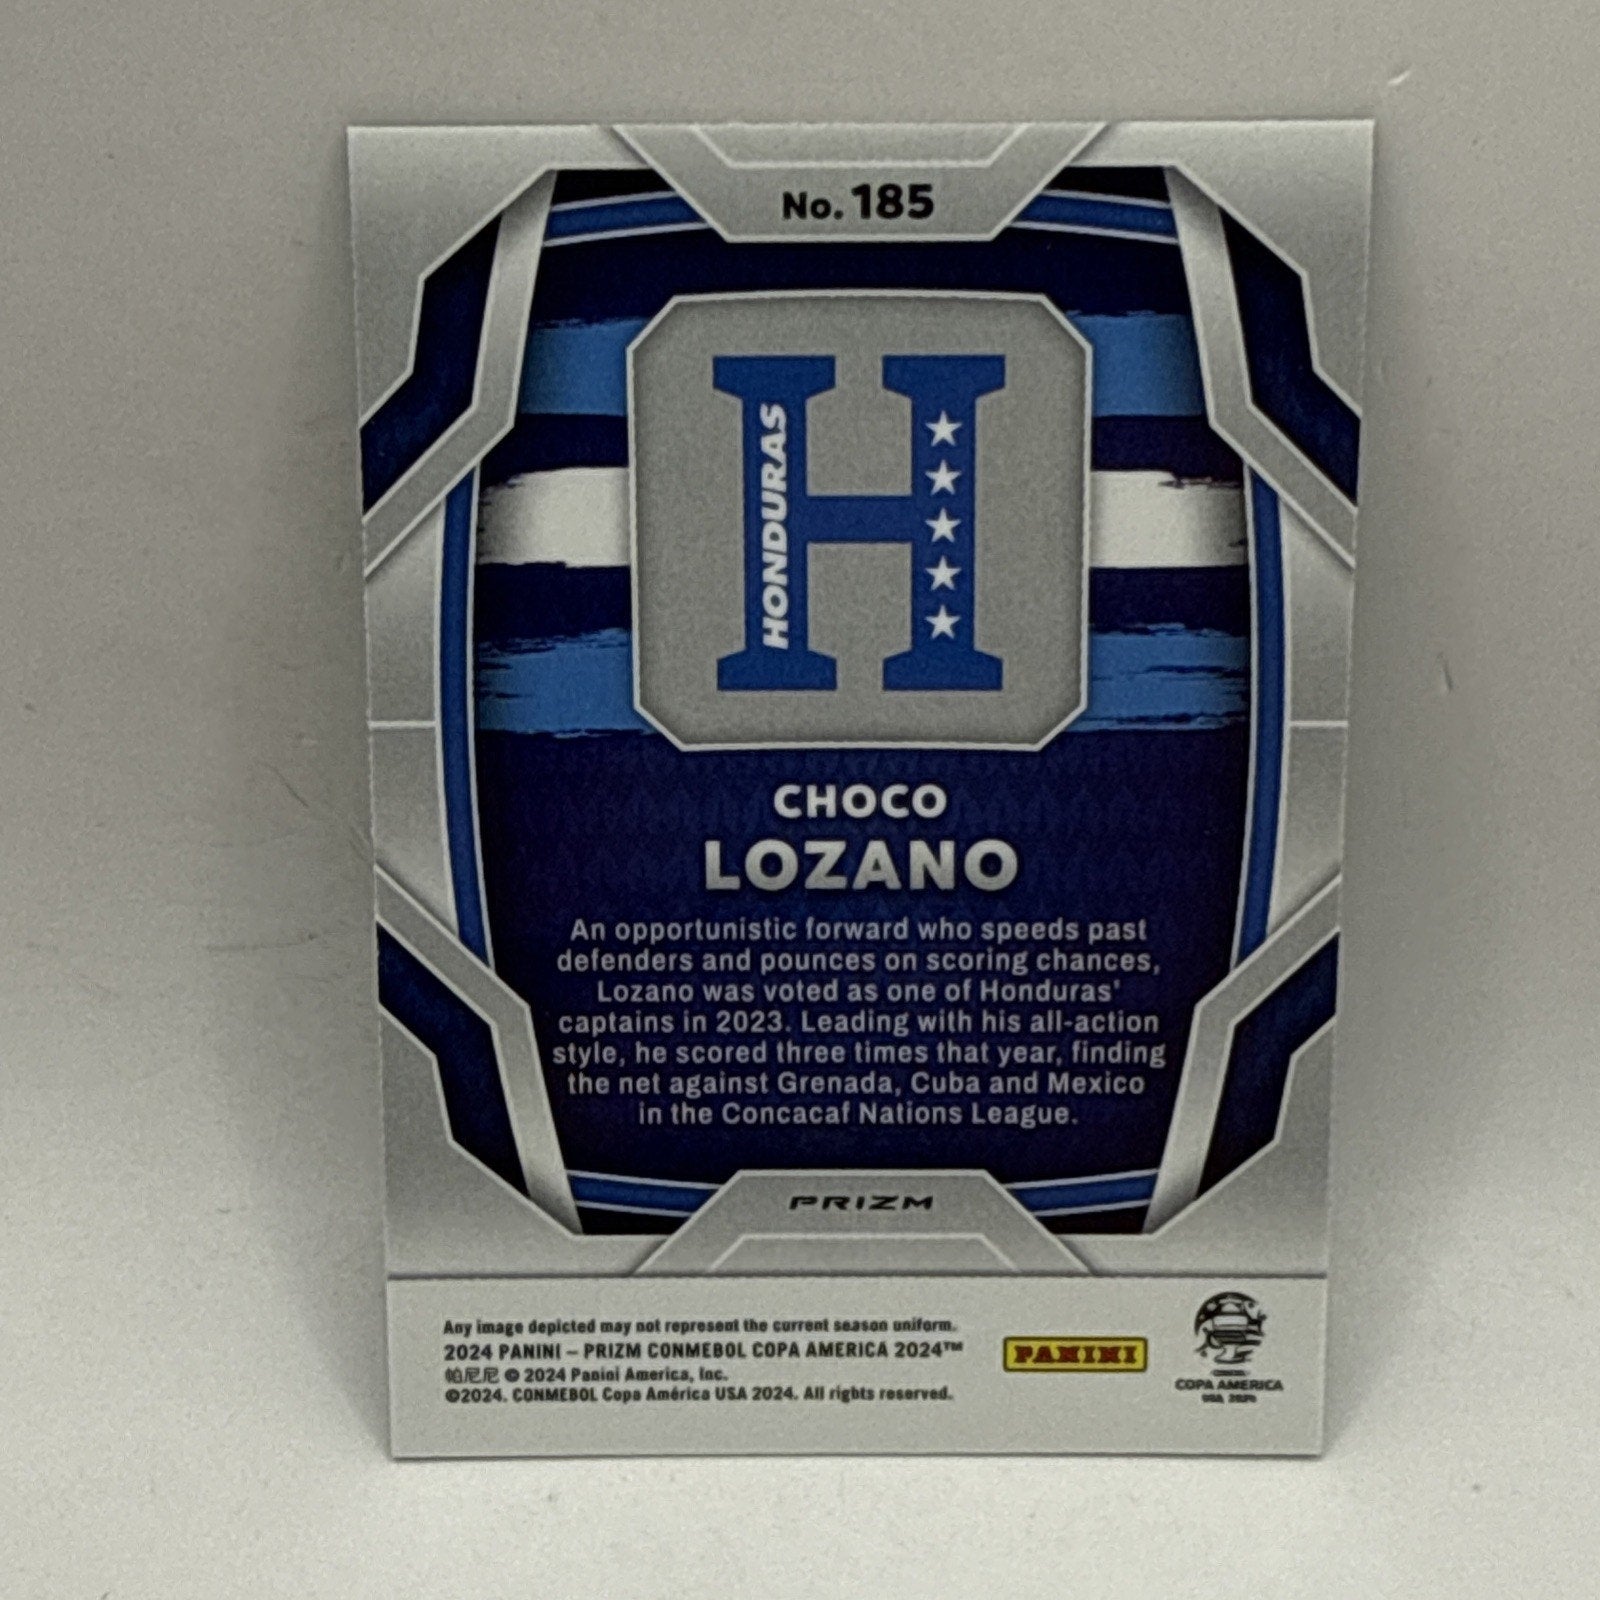 No. 185
HONDURAS
CHOCO
LOZANO
An opportunistic forward who speeds past
defenders and pounces on scoring chances,
Lozano was voted as one of Honduras'
captains in 2023. Leading with his all-action
style, he scored three times that year, finding
the net against Grenada, Cuba and Mexico
in the Concacaf Nations League.
PRIZM
Any image depicted may not represent the current season uniform.
2024 PANINI – PRIZM CONMEBOL COPA AMERICA 2024™
帕尼尼 © 2024 Panini America, Inc.
©2024. CONMEBOL Copa América USA 2024. All rights reserved.
PANINI
COPA AMERICA
USA 2024